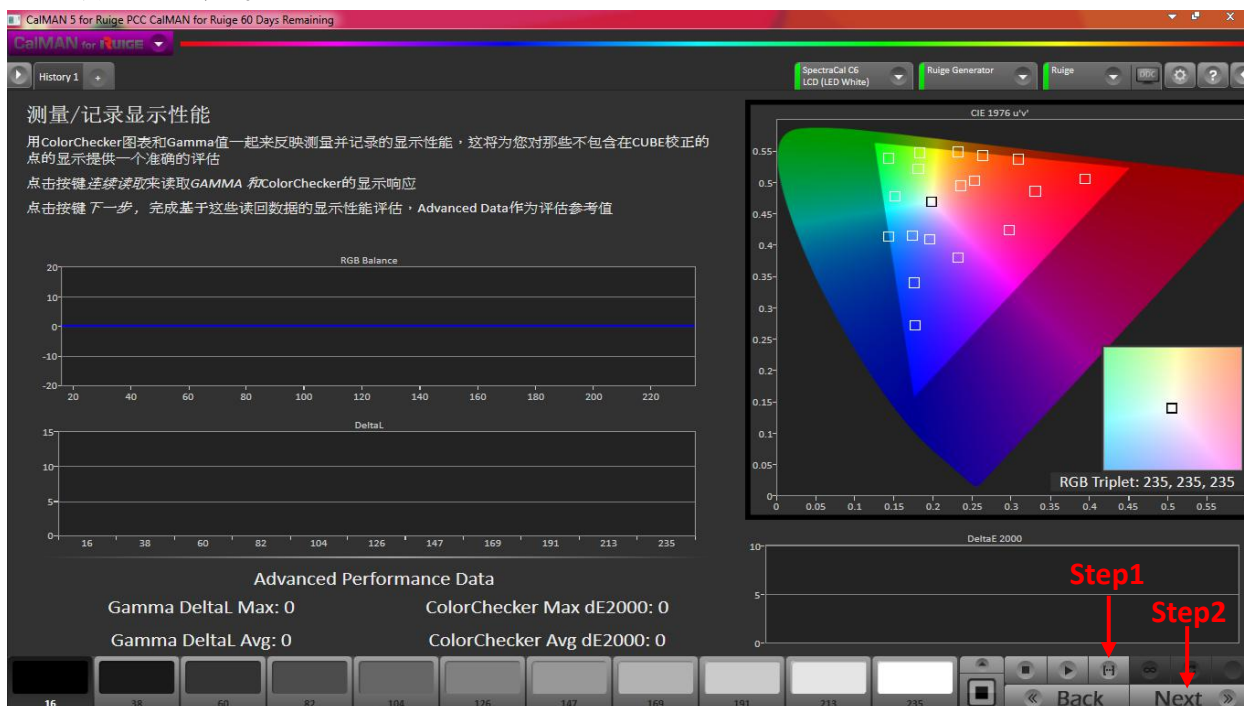 CalMAN 5 for Ruige PCC CalMAN for Ruige 60 Days Remaining
CalMAN for RUIGE
History 1
SpectraCal C6
LCD (LED White)
Ruige Generator
Ruige
DDC
?
测量/记录显示性能
用ColorChecker图表和Gamma值一起来反映测量并记录的显示性能，这将为您对那些不包含在CUBE校正的
点的显示提供一个准确的评估
点击按键连续读取来读取GAMMA 和ColorChecker的显示响应
点击按键下一步, 完成基于这些读回数据的显示性能评估，Advanced Data作为评估参考值
RGB Balance
20
10
0
-10
-20
20 40 60 80 100 120 140 160 180 200 220
DeltaL
15
10
5
0
16 38 60 82 104 126 147 169 191 213 235
Advanced Performance Data
Gamma DeltaL Max: 0
ColorChecker Max dE2000: 0
Gamma DeltaL Avg: 0
ColorChecker Avg dE2000: 0
CIE 1976 u'v'
0.55
0.5
0.45
0.4
0.35
0.3
0.25
0.2
0.15
0.1
0.05
0
0 0.05 0.1 0.15 0.2 0.25 0.3 0.35 0.4 0.45 0.5 0.55
RGB Triplet: 235, 235, 235
DeltaE 2000
10
5
0
Step1
Step2
16 38 60 82 104 126 147 169 191 213 235
Back
Next